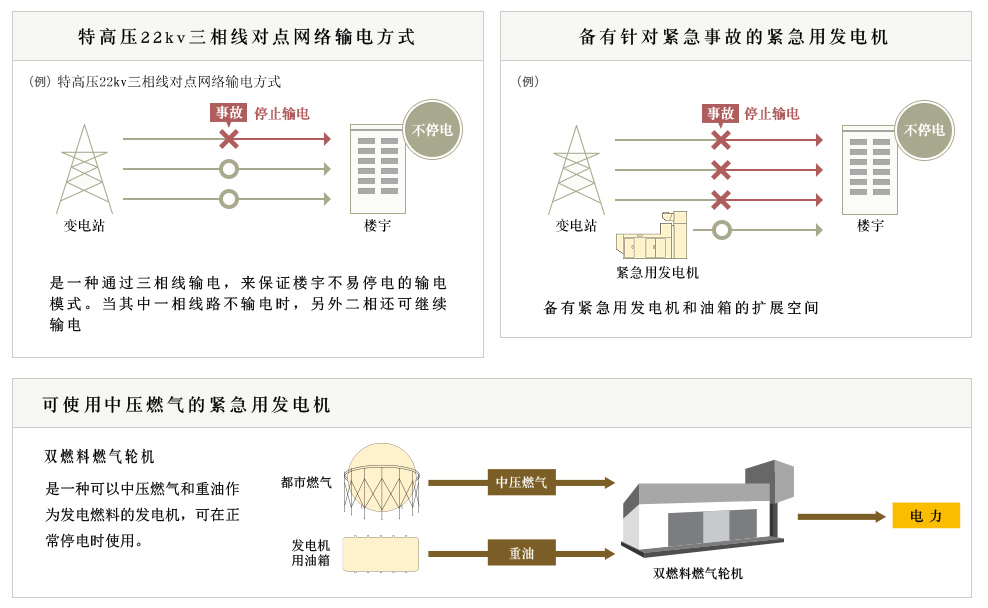 特高压22kv三相线对点网络输电方式
（例）特高压22kv三相线对点网络输电方式
事故 停止输电
不停电
变电站
楼宇
是一种通过三相线输电，来保证楼宇不易停电的输电
模式。当其中一相线路不输电时，另外二相还可继续
输电
备有针对紧急事故的紧急用发电机
（例）
事故 停止输电
不停电
变电站
楼宇
紧急用发电机
备有紧急用发电机和油箱的扩展空间
可使用中压燃气的紧急用发电机
双燃料燃气轮机
是一种可以中压燃气和重油作
为发电燃料的发电机，可在正
常停电时使用。
都市燃气
中压燃气
发电机
用油箱
重油
双燃料燃气轮机
电 力